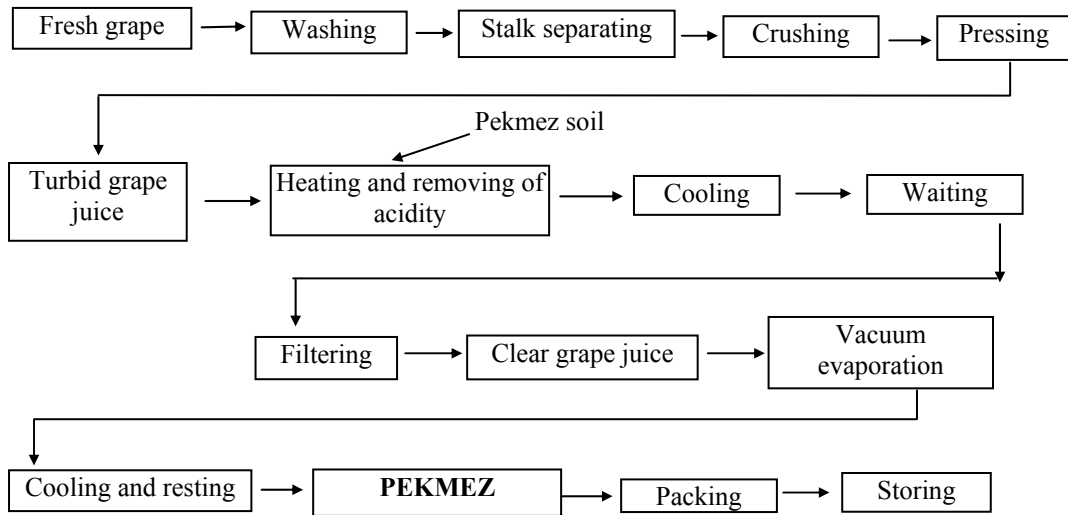 Fresh grape
Washing
Stalk separating
Crushing
Pressing
Pekmez soil
Turbid grape
juice
Heating and removing of
acidity
Cooling
Waiting
Filtering
Clear grape juice
Vacuum
evaporation
Cooling and resting
PEKMEZ
Packing
Storing